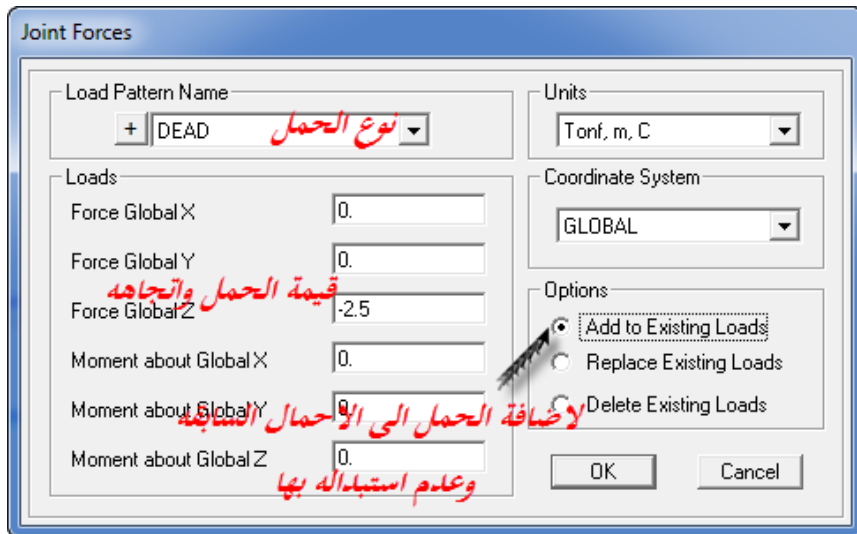 Joint Forces
Load Pattern Name
+ DEAD
نوع الحمل
Units
Tonf, m, C
Loads
Force Global X 0.
Force Global Y 0.
قيمة الحمل واتجاهه
Force Global Z -2.5
Moment about Global X 0.
Moment about Global Y 0.
لاضافة الحمل الى الاحمال السابقه
Moment about Global Z 0.
وعدم استبداله بها
Coordinate System
GLOBAL
Options
Add to Existing Loads
Replace Existing Loads
Delete Existing Loads
OK Cancel